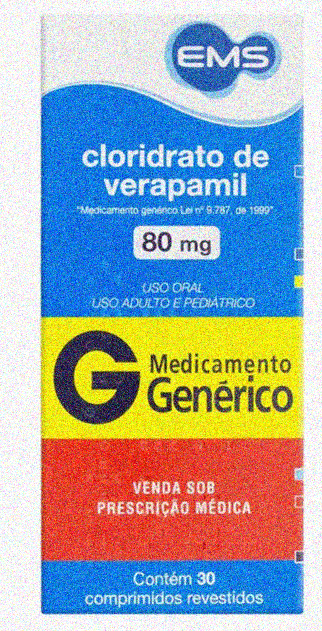 EMS
cloridrato de
verapamil
"Medicamento genérico Lei nº 9.787, de 1999"
80 mg
USO ORAL
USO ADULTO E PEDIÁTRICO
G Medicamento
Genérico
VENDA SOB
PRESCRIÇÃO MÉDICA
Contém 30
comprimidos revestidos